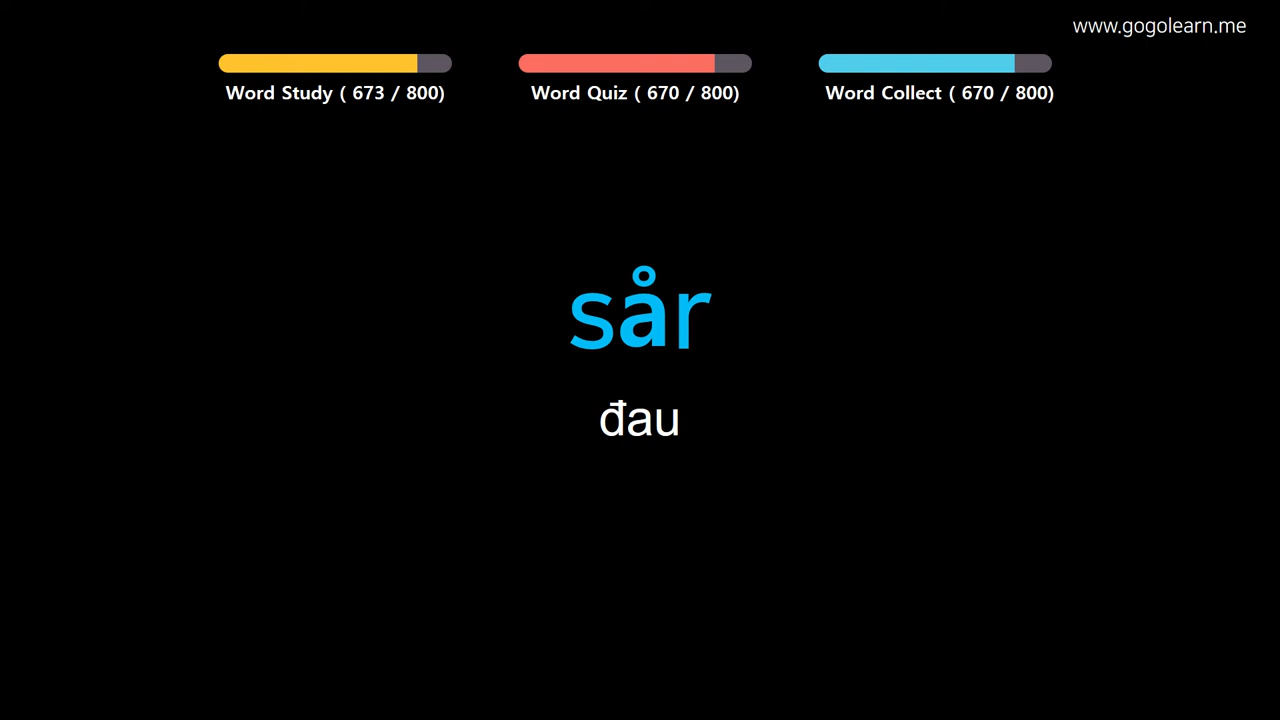 www.gogolearn.me
Word Study ( 673 / 800)
Word Quiz ( 670 / 800)
Word Collect ( 670 / 800)
sår
đau